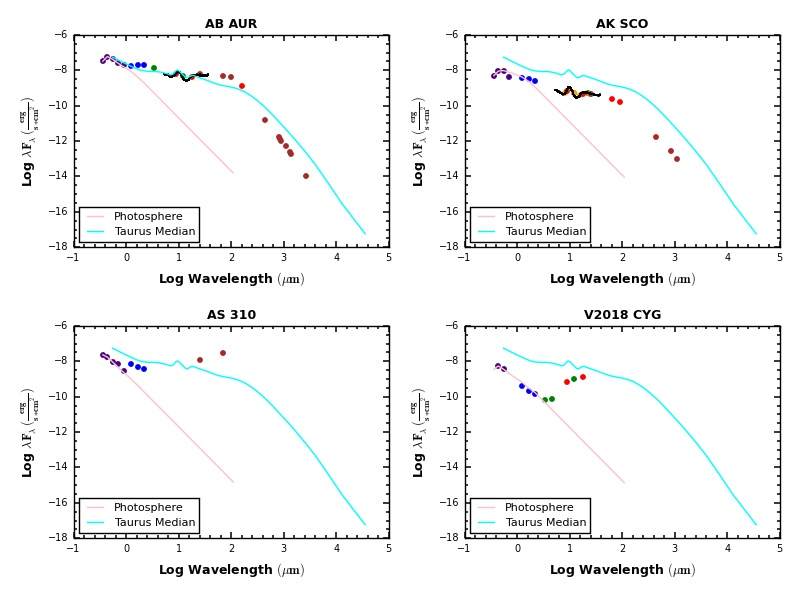 AB AUR
AK SCO
−6
−8
−10
−12
−14
−16
−18
Log λF_λ (erg / s∗cm²)
Photosphere
Taurus Median
−1 0 1 2 3 4 5
Log Wavelength (μm)
−6
−8
−10
−12
−14
−16
−18
Log λF_λ (erg / s∗cm²)
Photosphere
Taurus Median
−1 0 1 2 3 4 5
Log Wavelength (μm)
AS 310
V2018 CYG
−6
−8
−10
−12
−14
−16
−18
Log λF_λ (erg / s∗cm²)
Photosphere
Taurus Median
−1 0 1 2 3 4 5
Log Wavelength (μm)
−6
−8
−10
−12
−14
−16
−18
Log λF_λ (erg / s∗cm²)
Photosphere
Taurus Median
−1 0 1 2 3 4 5
Log Wavelength (μm)